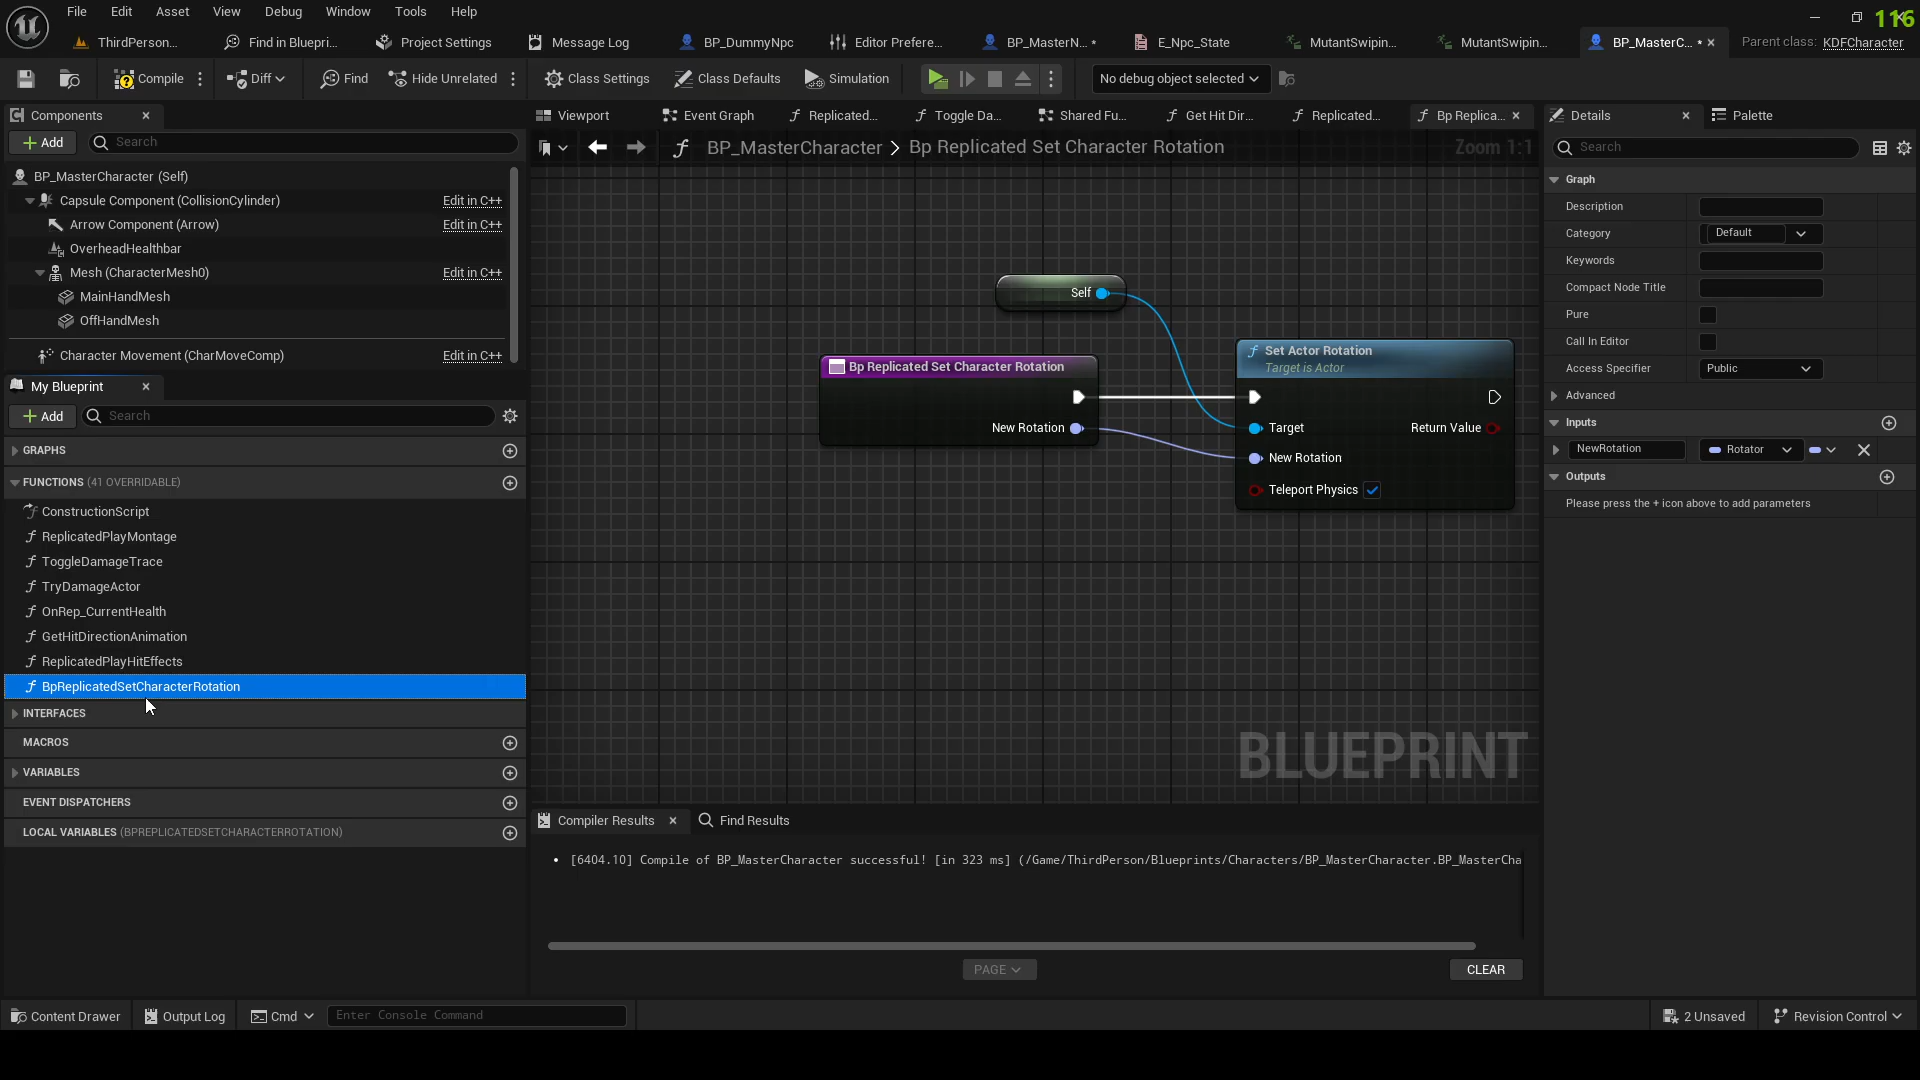 File Edit Asset View Debug Window Tools Help
116
ThirdPerson... Find in Bluepri... Project Settings Message Log BP_DummyNpc Editor Prefere... BP_MasterN... * E_Npc_State MutantSwipin... MutantSwipin... BP_MasterC... * Parent class: KDFCharacter
Compile Diff Find Hide Unrelated Class Settings Class Defaults Simulation No debug object selected
Components
Add Search
BP_MasterCharacter (Self)
Capsule Component (CollisionCylinder) Edit in C++
Arrow Component (Arrow) Edit in C++
OverheadHealthbar
Mesh (CharacterMesh0) Edit in C++
MainHandMesh
OffHandMesh
Character Movement (CharMoveComp) Edit in C++
My Blueprint
Add Search
GRAPHS
FUNCTIONS (41 OVERRIDABLE)
ConstructionScript
ReplicatedPlayMontage
ToggleDamageTrace
TryDamageActor
OnRep_CurrentHealth
GetHitDirectionAnimation
ReplicatedPlayHitEffects
BpReplicatedSetCharacterRotation
INTERFACES
MACROS
VARIABLES
EVENT DISPATCHERS
LOCAL VARIABLES (BPREPLICATEDSETCHARACTERROTATION)
Viewport Event Graph Replicated... Toggle Da... Shared Fu... Get Hit Dir... Replicated... Bp Replica...
BP_MasterCharacter > Bp Replicated Set Character Rotation Zoom 1:1
Self
Bp Replicated Set Character Rotation
New Rotation
Set Actor Rotation
Target is Actor
Target Return Value
New Rotation
Teleport Physics
BLUEPRINT
Compiler Results Find Results
[6404.10] Compile of BP_MasterCharacter successful! [in 323 ms] (/Game/ThirdPerson/Blueprints/Characters/BP_MasterCharacter.BP_MasterCha
PAGE CLEAR
Details Palette
Search
Graph
Description
Category Default
Keywords
Compact Node Title
Pure
Call In Editor
Access Specifier Public
Advanced
Inputs
NewRotation Rotator
Outputs
Please press the + icon above to add parameters
Content Drawer Output Log Cmd Enter Console Command 2 Unsaved Revision Control